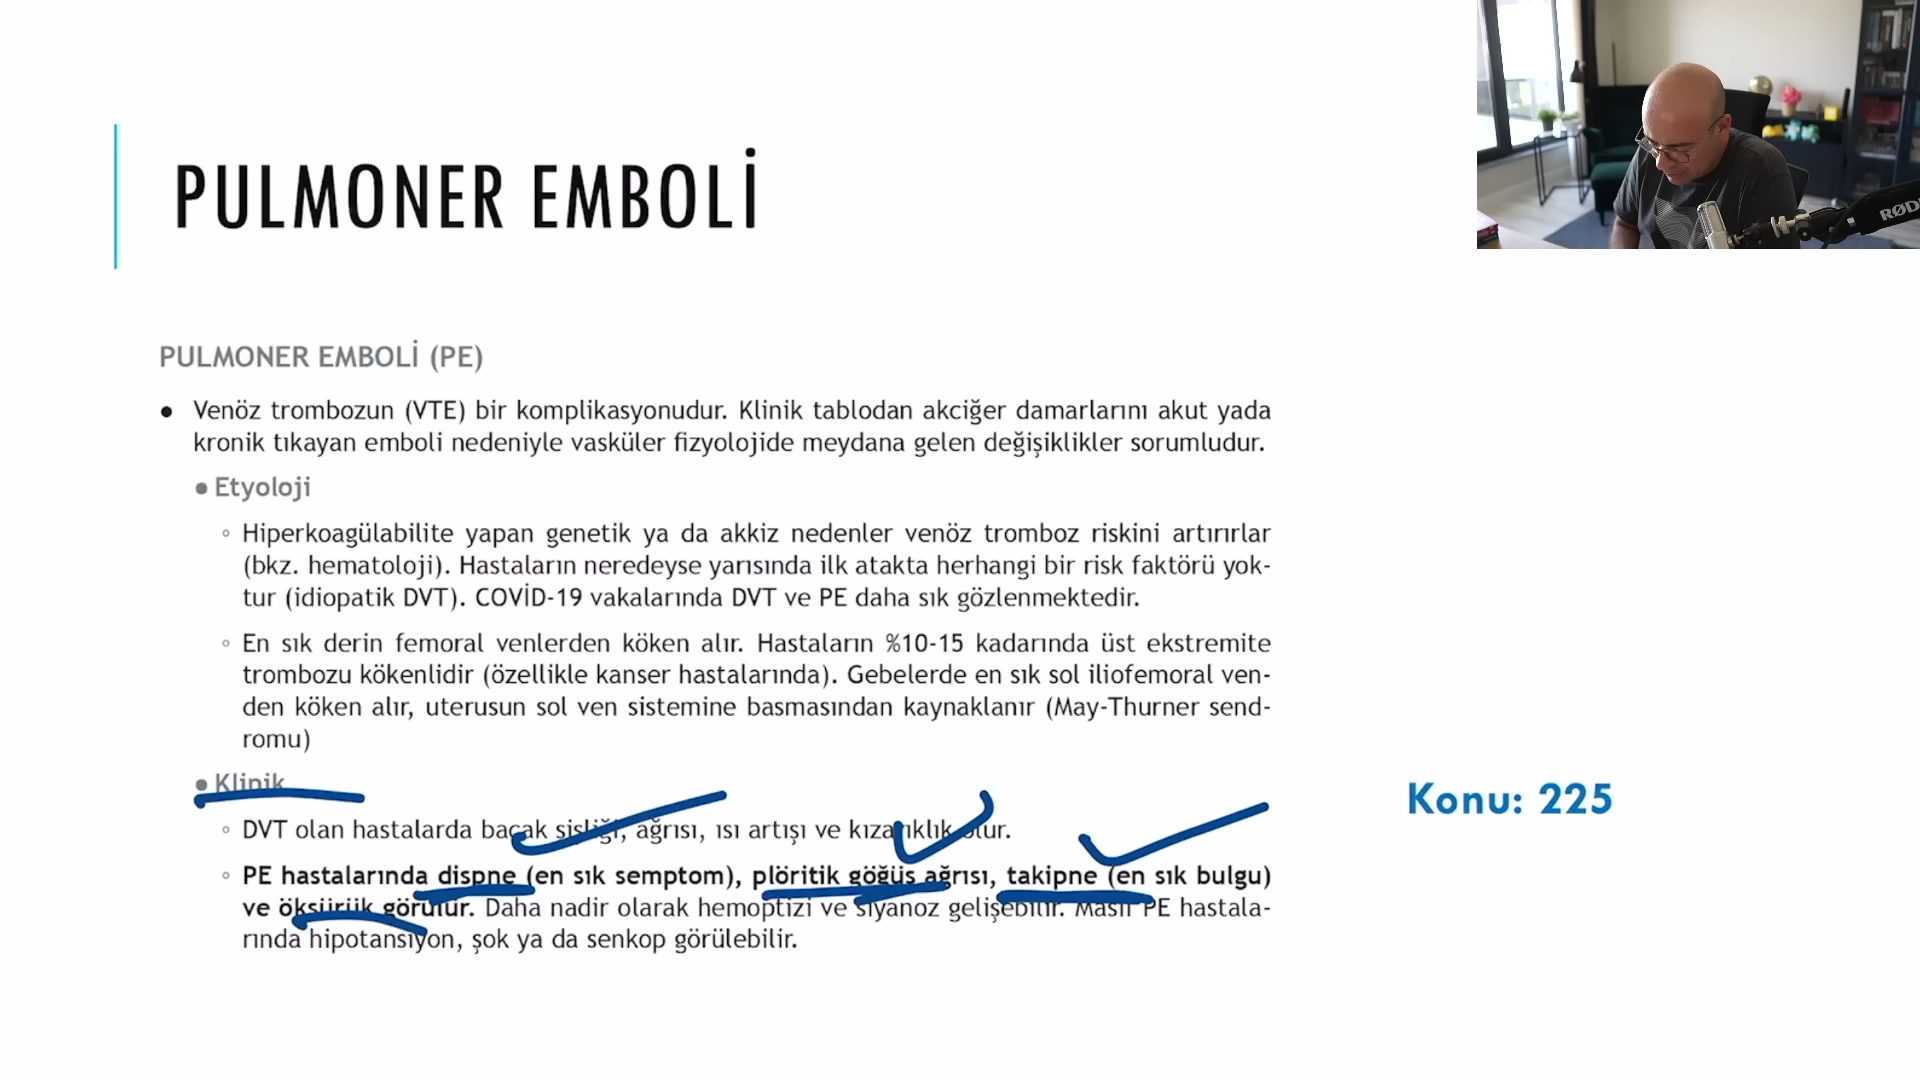 PULMONER EMBOLİ
PULMONER EMBOLİ (PE)
● Venöz trombozun (VTE) bir komplikasyonudur. Klinik tablodan akciğer damarlarını akut yada
kronik tıkayan emboli nedeniyle vasküler fizyolojide meydana gelen değişiklikler sorumludur.
● Etyoloji
◦ Hiperkoagülabilite yapan genetik ya da akkiz nedenler venöz tromboz riskini artırırlar
(bkz. hematoloji). Hastaların neredeyse yarısında ilk atakta herhangi bir risk faktörü yok-
tur (idiopatik DVT). COVİD-19 vakalarında DVT ve PE daha sık gözlenmektedir.
◦ En sık derin femoral venlerden köken alır. Hastaların %10-15 kadarında üst ekstremite
trombozu kökenlidir (özellikle kanser hastalarında). Gebelerde en sık sol iliofemoral ven-
den köken alır, uterusun sol ven sistemine basmasından kaynaklanır (May-Thurner send-
romu)
● Klinik
◦ DVT olan hastalarda bacak şişliği, ağrısı, ısı artışı ve kızarıklık olur.
◦ PE hastalarında dispne (en sık semptom), plöritik göğüs ağrısı, takipne (en sık bulgu)
ve öksürük görülür. Daha nadir olarak hemoptizi ve siyanoz gelişebilir. Masif PE hastala-
rında hipotansiyon, şok ya da senkop görülebilir.
Konu: 225
RØD